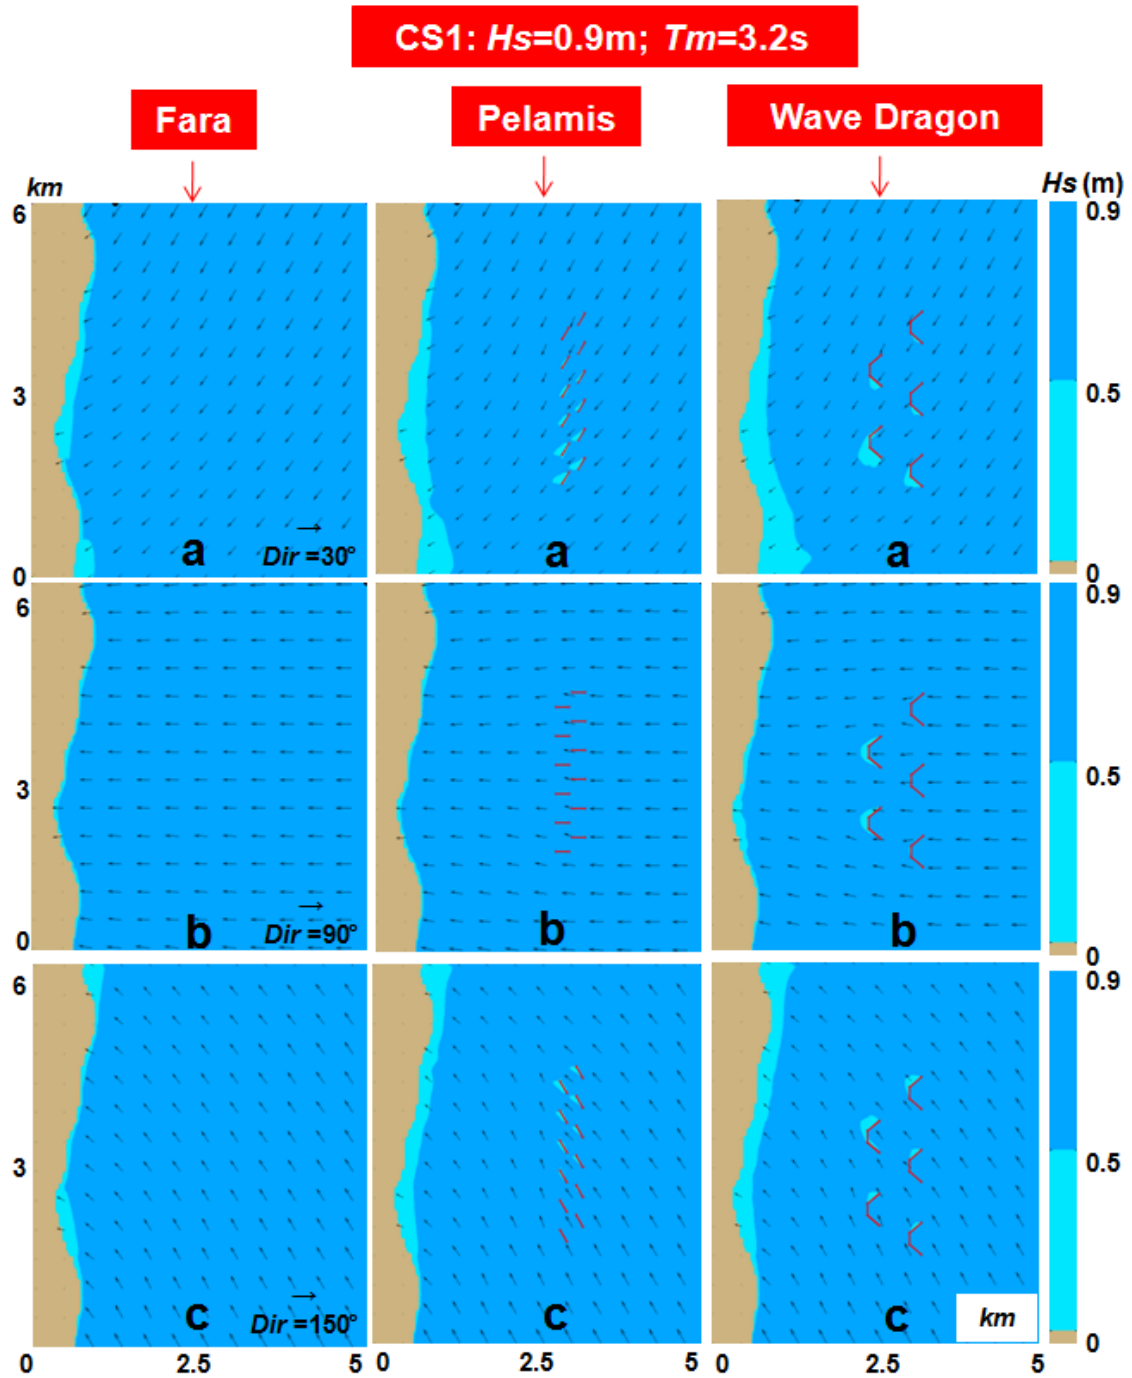 CS1: Hs=0.9m; Tm=3.2s
Fara Pelamis Wave Dragon
km Hs (m)
6 0.9
3 0.5
a Dir =30° a a
0 0
6 0.9
3 0.5
b Dir =90° b b
0 0
6 0.9
3 0.5
c Dir =150° c c km
0
0 2.5 5 0 2.5 5 0 2.5 5